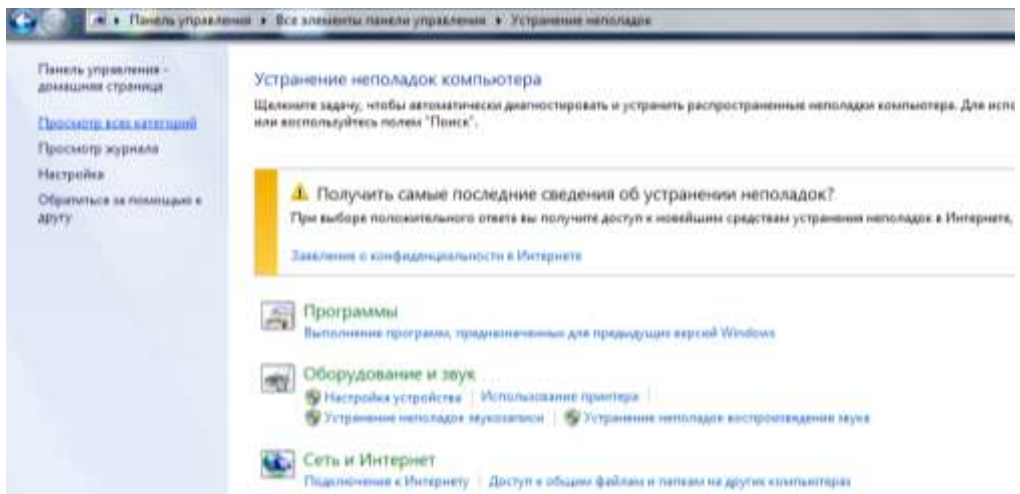 Панель управления ▸ Все элементы панели управления ▸ Устранение неполадок
Панель управления -
домашняя страница
Просмотр всех категорий
Просмотр журнала
Настройка
Обратиться за помощью к
другу
Устранение неполадок компьютера
Щелкните задачу, чтобы автоматически диагностировать и устранить распространенные неполадки компьютера. Для испо
или воспользуйтесь полем "Поиск".
Получить самые последние сведения об устранении неполадок?
При выборе положительного ответа вы получите доступ к новейшим средствам устранения неполадок в Интернете,
Заявление о конфиденциальности в Интернете
Программы
Выполнение программ, предназначенных для предыдущих версий Windows
Оборудование и звук
Настройка устройства | Использование принтера |
Устранение неполадок звукозаписи | Устранение неполадок воспроизведения звука
Сеть и Интернет
Подключение к Интернету | Доступ к общим файлам и папкам на других компьютерах